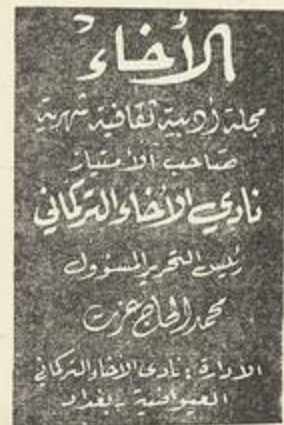 الأخاء
مجلة أدبية ثقافية شهرية
صاحب الامتياز
نادي الاخاء التركماني
رئيس التحرير المسؤول
محمد الحاج عزت
الادارة : نادي الاخاء التركماني
العيواضية - بغداد